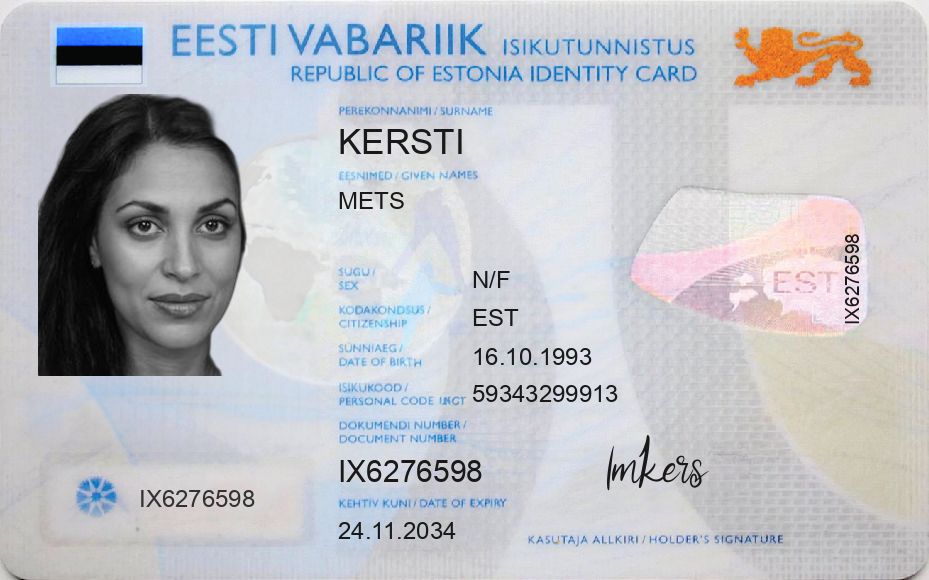 EESTI VABARIIK ISIKUTUNNISTUS
REPUBLIC OF ESTONIA IDENTITY CARD
PEREKONNANIMI / SURNAME
KERSTI
EESNIMED / GIVEN NAMES
METS
SUGU /
SEX
N/F
KODAKONDSUS /
CITIZENSHIP
EST
SÜNNIAEG /
DATE OF BIRTH
16.10.1993
ISIKUKOOD /
PERSONAL CODE
59343299913
DOKUMENDI NUMBER /
DOCUMENT NUMBER
IX6276598
KEHTIV KUNI / DATE OF EXPIRY
24.11.2034
IX6276598
EST
IX6276598
KASUTAJA ALLKIRI / HOLDER'S SIGNATURE